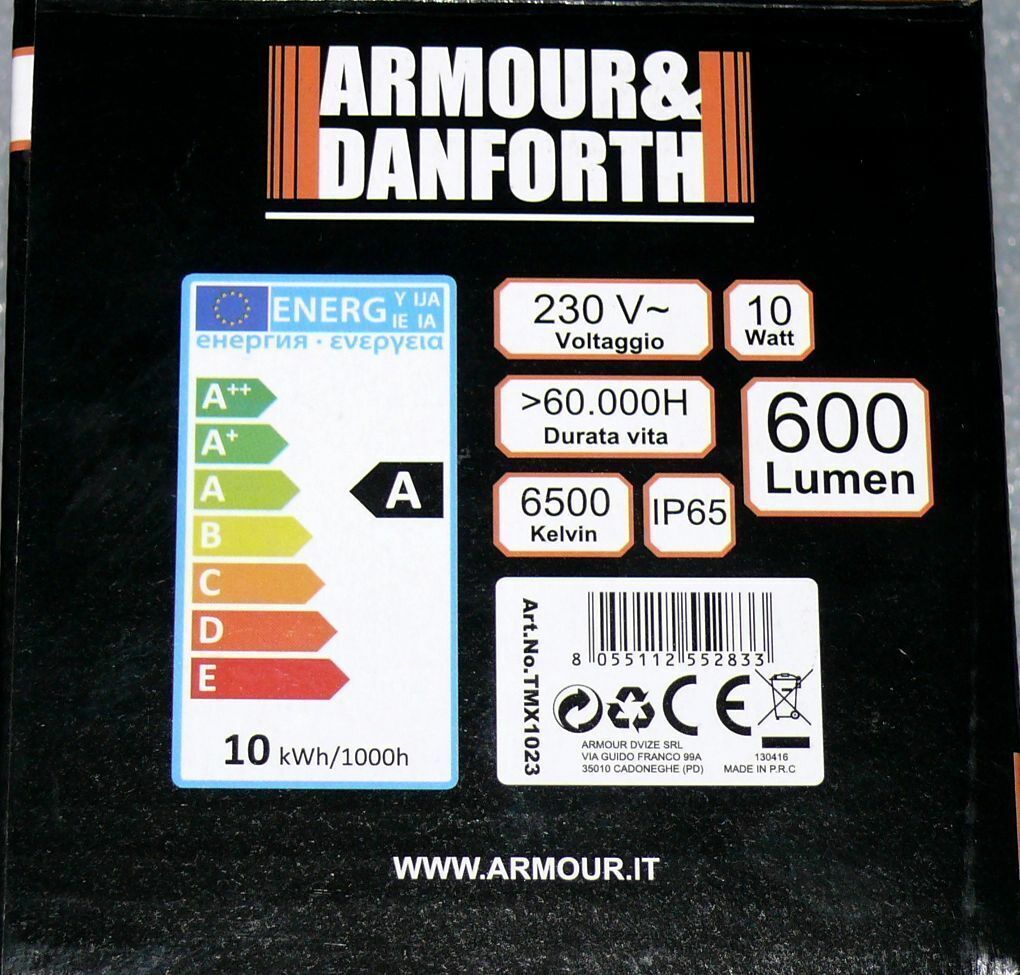 ARMOUR&
DANFORTH
ENERG Y IJA
IE IA
енергия · ενεργεια
A++
A+
A
B
C
D
E
A
10 kWh/1000h
230 V~
Voltaggio
10
Watt
>60.000H
Durata vita
600
Lumen
6500
Kelvin
IP65
Art.No.TMX1023
8 055112 552833
CE
ARMOUR DVIZE SRL
VIA GUIDO FRANCO 99A
35010 CADONEGHE (PD)
130416
MADE IN P.R.C
WWW.ARMOUR.IT